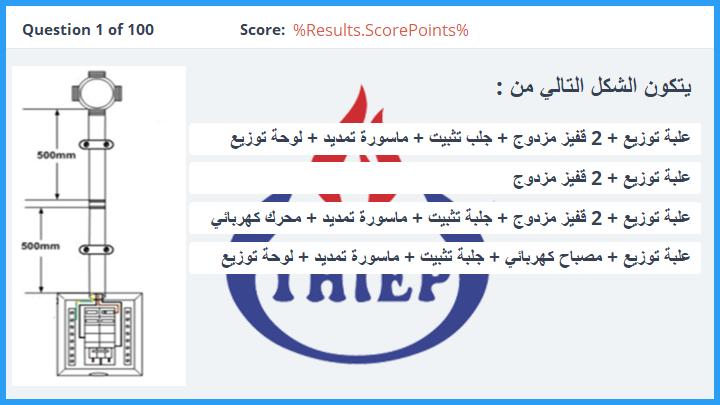 Question 1 of 100
Score: %Results.ScorePoints%
يتكون الشكل التالي من :
علبة توزيع + 2 قفيز مزدوج + جلب تثبيت + ماسورة تمديد + لوحة توزيع
علبة توزيع + 2 قفيز مزدوج
علبة توزيع + 2 قفيز مزدوج + جلبة تثبيت + ماسورة تمديد + محرك كهربائي
علبة توزيع + مصباح كهربائي + جلبة تثبيت + ماسورة تمديد + لوحة توزيع
500mm
500mm
THIEP